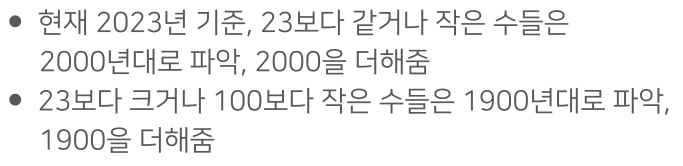 • 현재 2023년 기준, 23보다 같거나 작은 수들은
2000년대로 파악, 2000을 더해줌
• 23보다 크거나 100보다 작은 수들은 1900년대로 파악,
1900을 더해줌